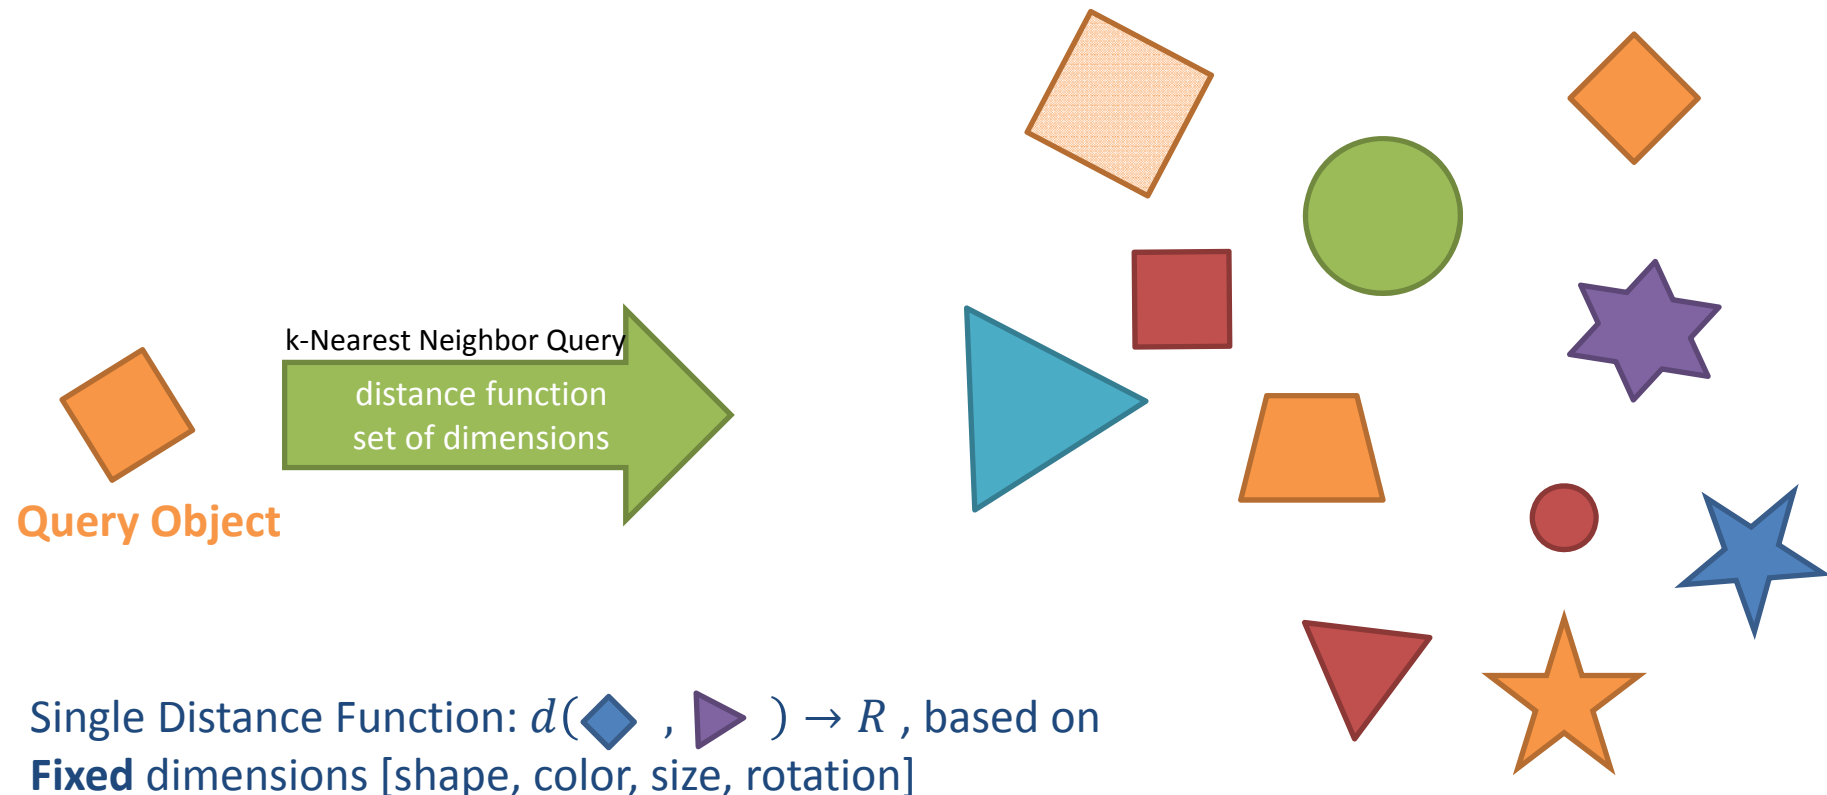 k-Nearest Neighbor Query
distance function
set of dimensions
Query Object
Single Distance Function: d( , ) → R , based on
Fixed dimensions [shape, color, size, rotation]